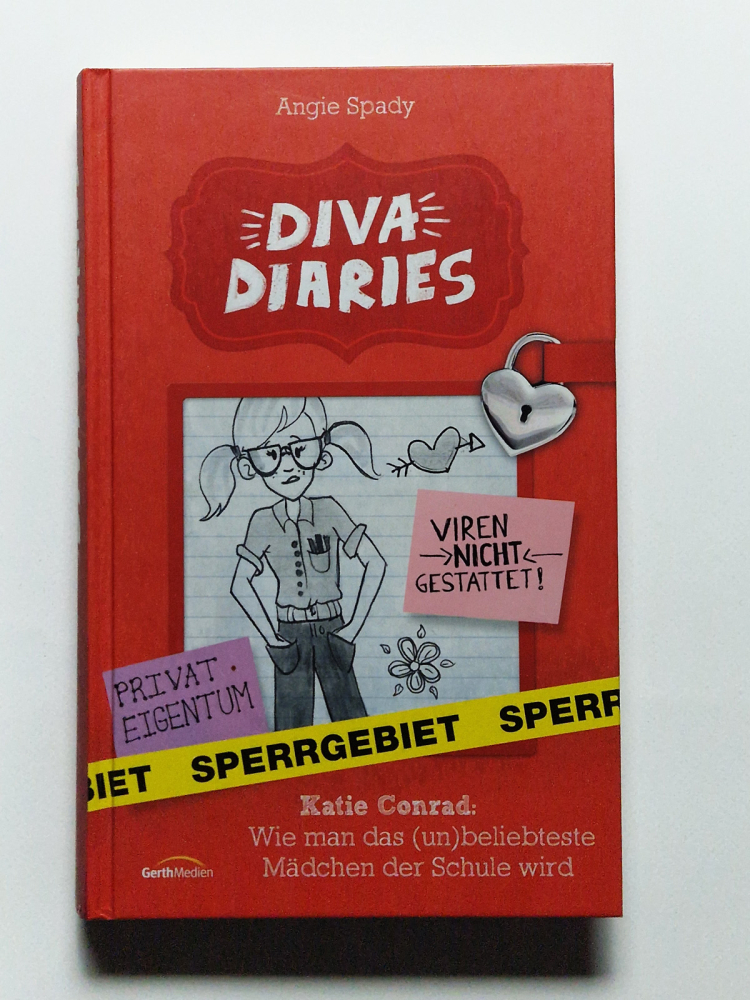 Angie Spady
DIVA
DIARIES
VIREN
NICHT
GESTATTET!
PRIVAT
EIGENTUM
BIET SPERRGEBIET SPERR
Katie Conrad:
Wie man das (un)beliebteste
Mädchen der Schule wird
GerthMedien